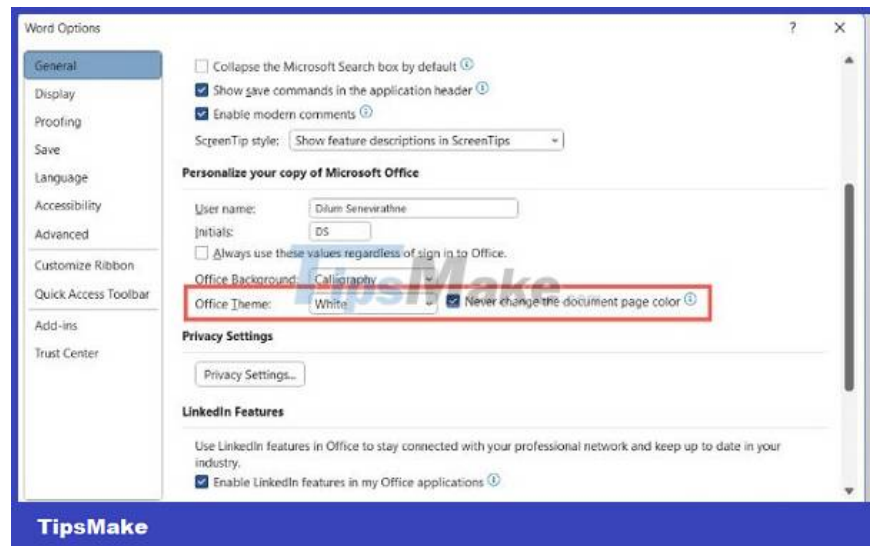 Word Options
General
Display
Proofing
Save
Language
Accessibility
Advanced
Customize Ribbon
Quick Access Toolbar
Add-ins
Trust Center
Collapse the Microsoft Search box by default
Show save commands in the application header
Enable modern comments
ScreenTip style: Show feature descriptions in ScreenTips
Personalize your copy of Microsoft Office
User name: Dilum Senevirathne
Initials: DS
Always use these values regardless of sign in to Office.
Office Background: Calligraphy
Office Theme: White Never change the document page color
TipsMake
Privacy Settings
Privacy Settings...
LinkedIn Features
Use LinkedIn features in Office to stay connected with your professional network and keep up to date in your
industry.
Enable LinkedIn features in my Office applications
TipsMake